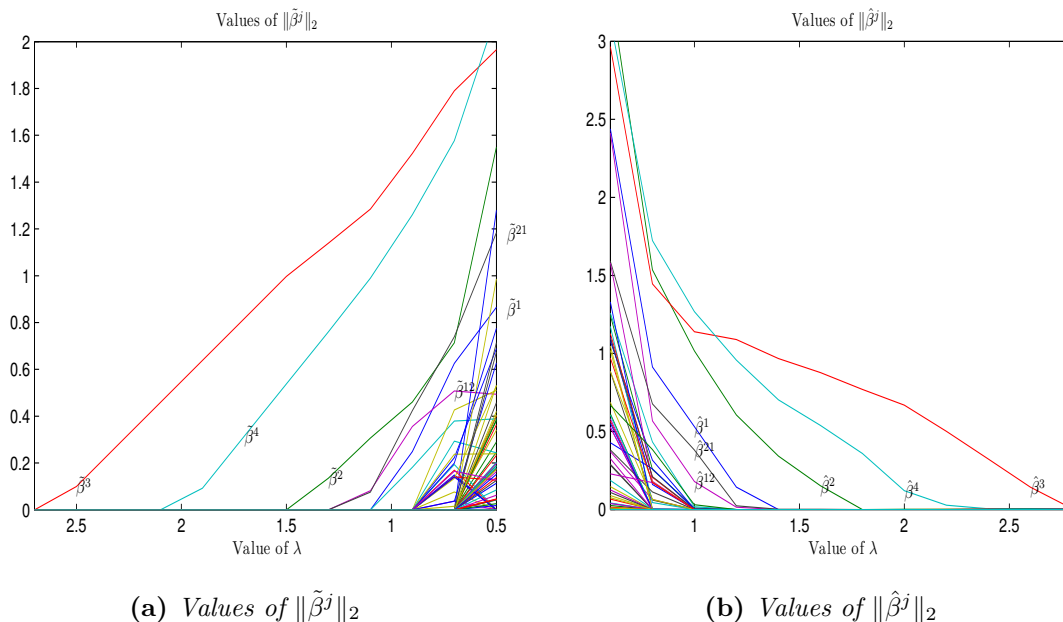 Values of ‖β̃ʲ‖₂
2
1.8
1.6
1.4
1.2
1
0.8
0.6
0.4
0.2
0
2.5
2
1.5
1
0.5
β̃²¹
β̃¹
β̃¹²
β̃⁴
β̃²
β̃³
Value of λ
(a) Values of ‖β̃ʲ‖₂
Values of ‖β̂ʲ‖₂
3
2.5
2
1.5
1
0.5
0
1
1.5
2
2.5
β̂¹
β̂²¹
β̂¹²
β̂²
β̂⁴
β̂³
Value of λ
(b) Values of ‖β̂ʲ‖₂